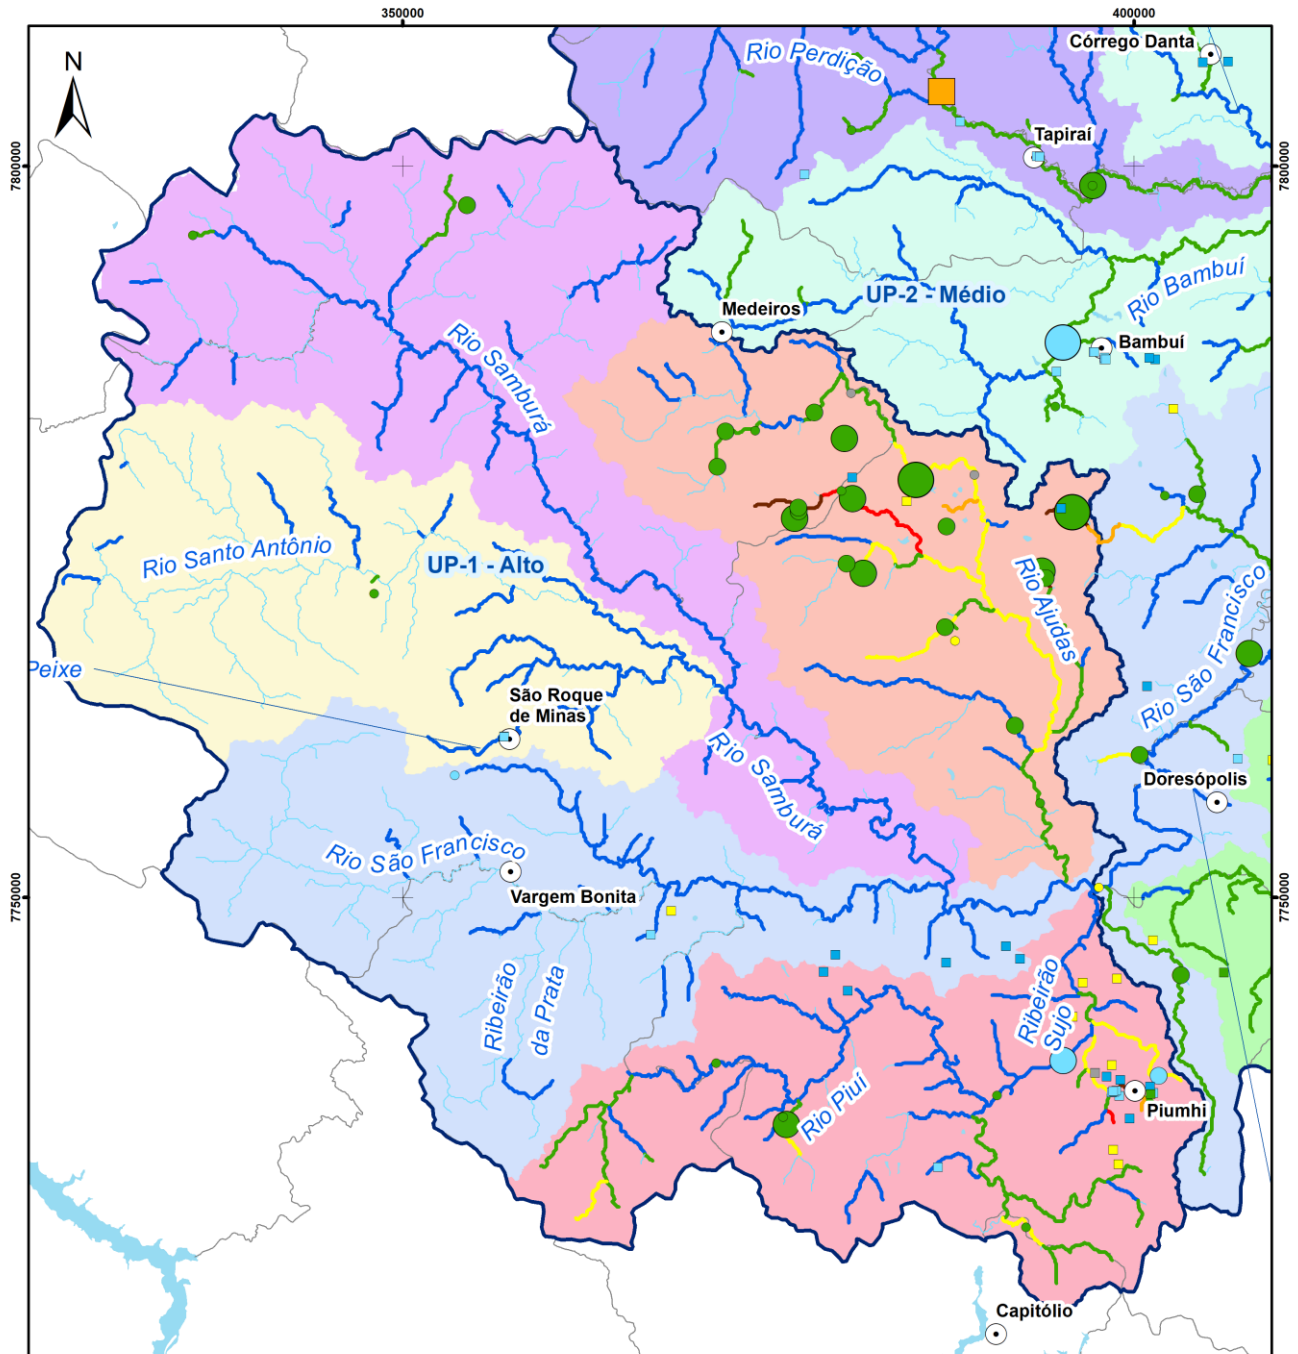 350000
400000
N
Córrego Danta
Rio Perdição
Tapiraí
7800000
7800000
Rio Bambuí
UP-2 - Médio
Medeiros
Bambuí
Rio Samburá
Rio Santo Antônio
UP-1 - Alto
Rio Ajudas
Rio São Francisco
Peixe
São Roque
de Minas
Rio Samburá
Doresópolis
Rio São Francisco
Vargem Bonita
7750000
7750000
Ribeirão
da Prata
Ribeirão
Sujo
Rio Piuí
Piumhi
Capitólio